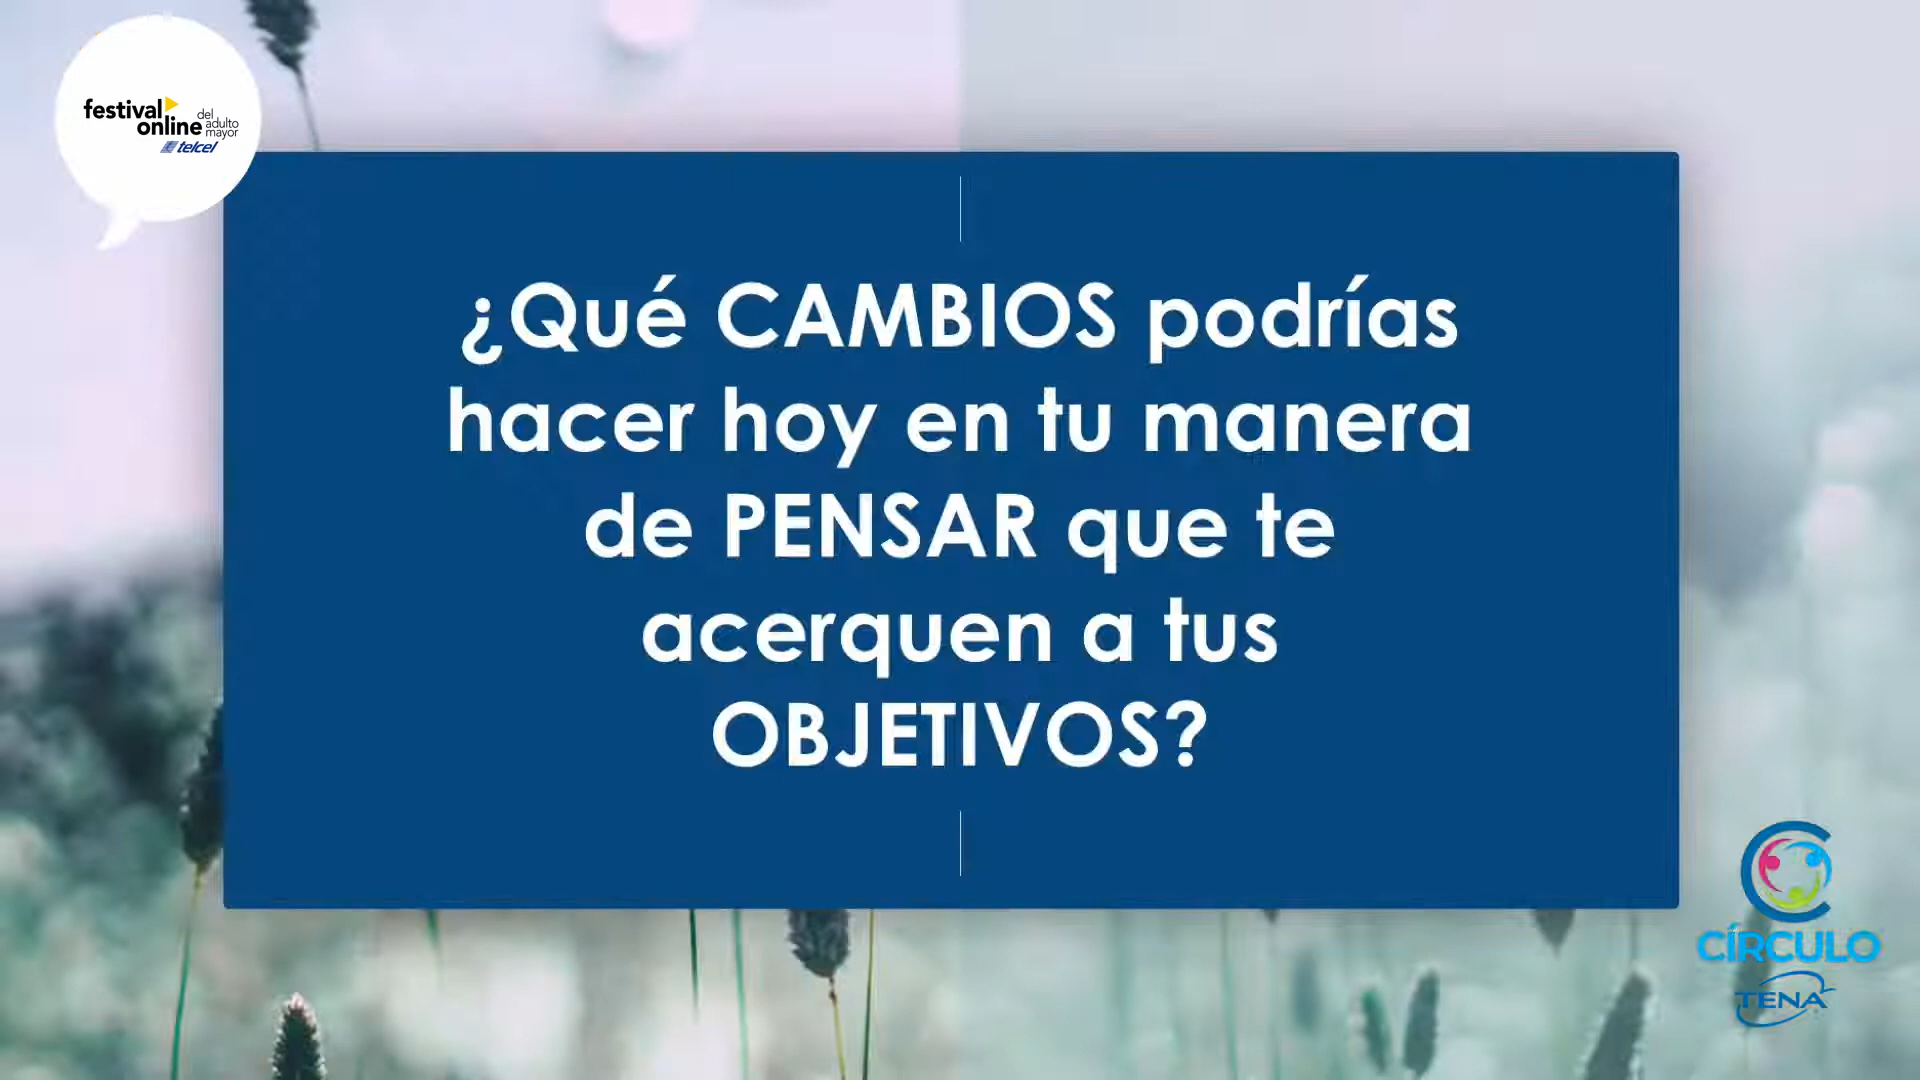 festival
online
del
adulto
mayor
telcel
¿Qué CAMBIOS podrías
hacer hoy en tu manera
de PENSAR que te
acerquen a tus
OBJETIVOS?
CÍRCULO
TENA